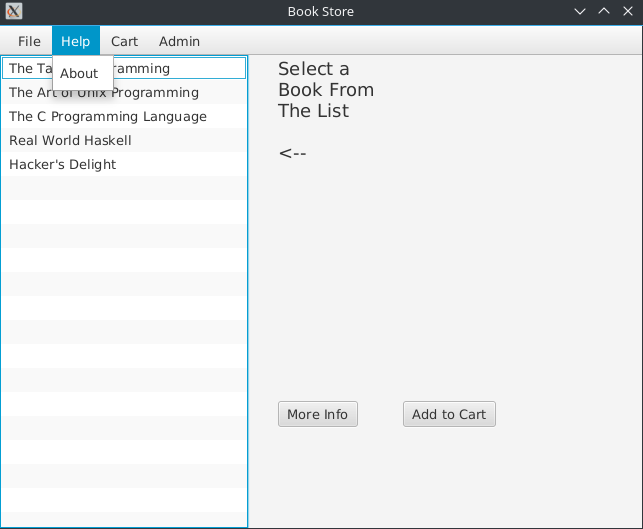 Book Store
File Help Cart Admin
About
The Ta ramming
The Art of Unix Programming
The C Programming Language
Real World Haskell
Hacker's Delight
Select a
Book From
The List
<--
More Info Add to Cart